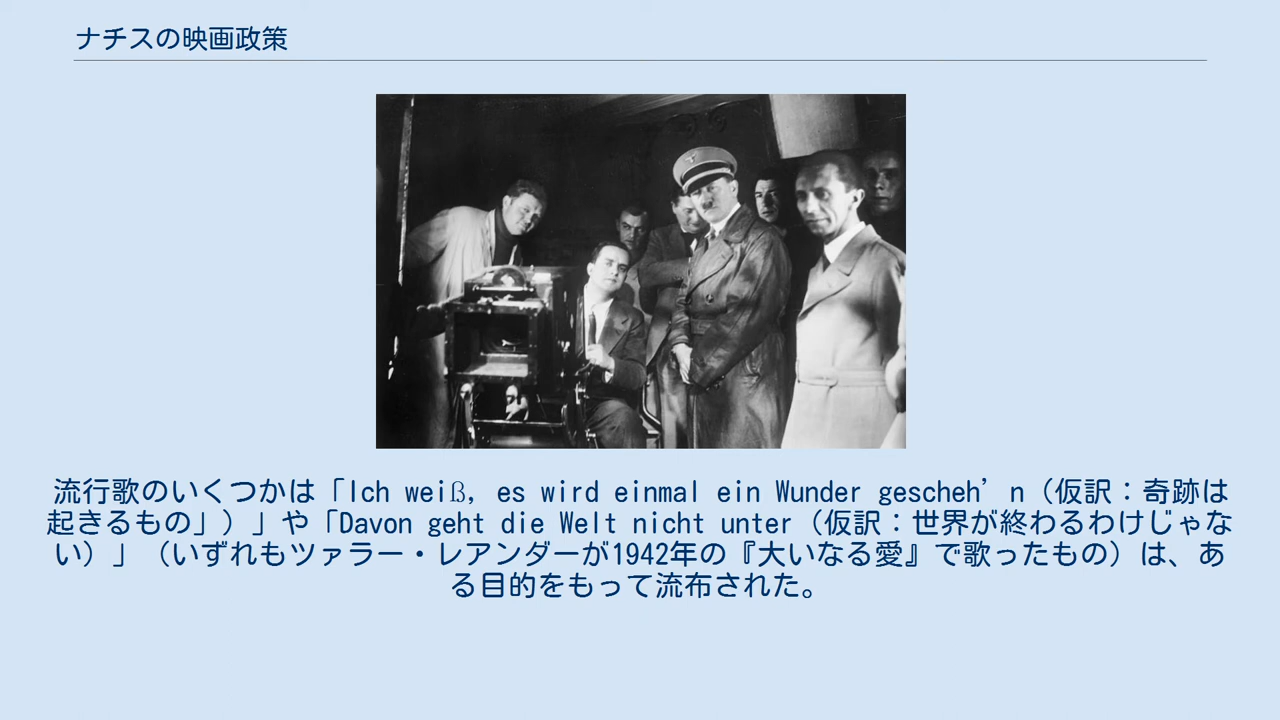 ナチスの映画政策
流行歌のいくつかは「Ich weiß, es wird einmal ein Wunder gescheh’n（仮訳：奇跡は
起きるもの」）」や「Davon geht die Welt nicht unter（仮訳：世界が終わるわけじゃな
い）」（いずれもツァラー・レアンダーが1942年の『大いなる愛』で歌ったもの）は、あ
る目的をもって流布された。